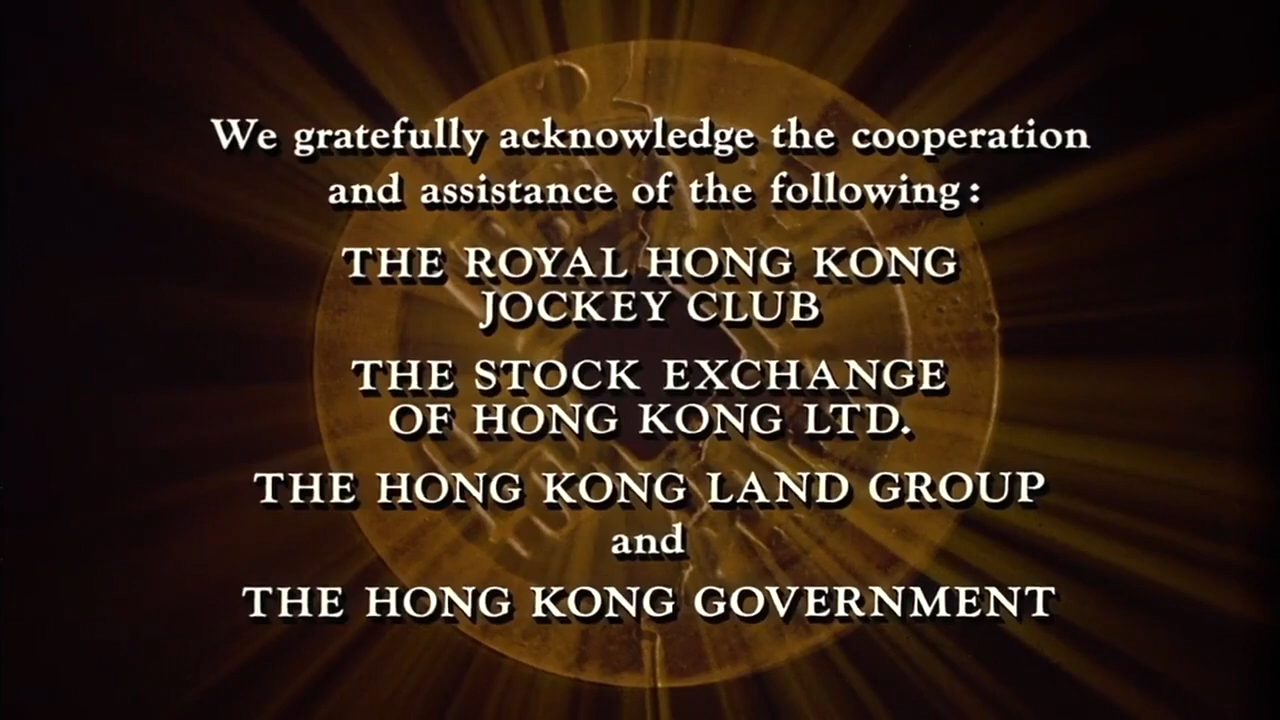 We gratefully acknowledge the cooperation
and assistance of the following:
THE ROYAL HONG KONG
JOCKEY CLUB
THE STOCK EXCHANGE
OF HONG KONG LTD.
THE HONG KONG LAND GROUP
and
THE HONG KONG GOVERNMENT